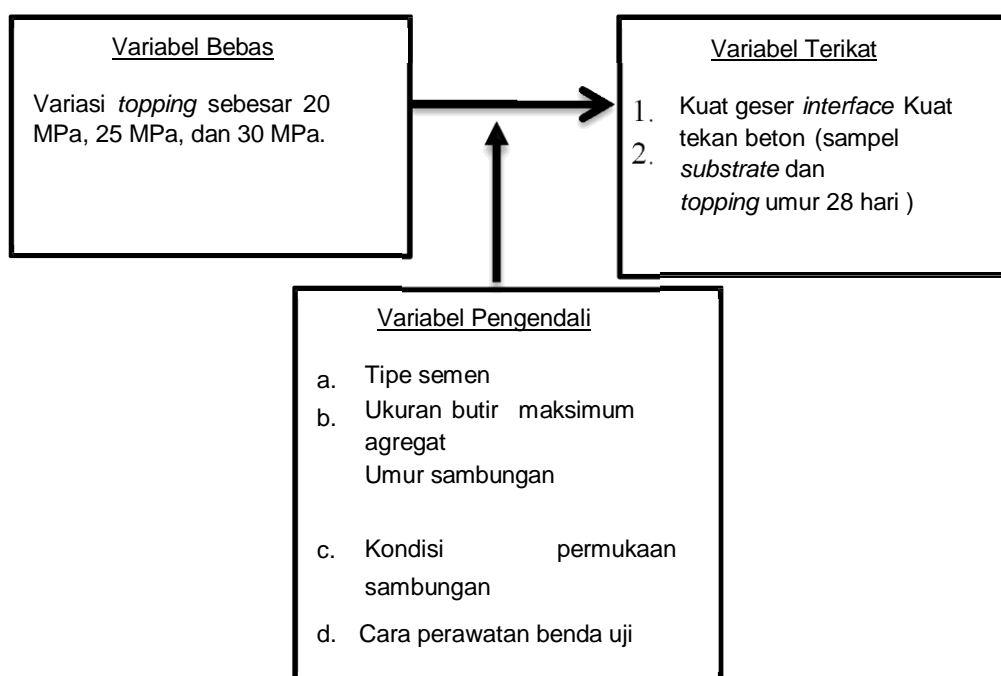 Variabel Bebas
Variasi topping sebesar 20
MPa, 25 MPa, dan 30 MPa.
Variabel Terikat
1. Kuat geser interface Kuat
2. tekan beton (sampel
substrate dan
topping umur 28 hari )
Variabel Pengendali
a. Tipe semen
b. Ukuran butir maksimum
agregat
Umur sambungan
c. Kondisi permukaan
sambungan
d. Cara perawatan benda uji